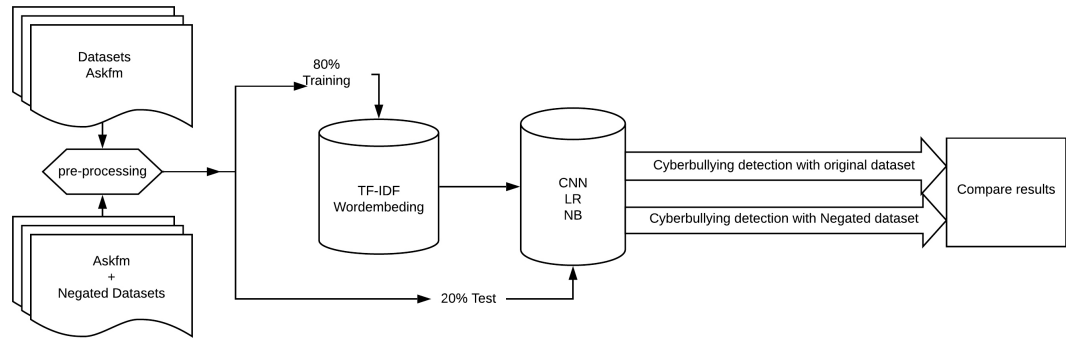 Datasets
Askfm
pre-processing
Askfm
+
Negated Datasets
80%
Training
TF-IDF
Wordembeding
20% Test
CNN
LR
NB
Cyberbullying detection with original dataset
Cyberbullying detection with Negated dataset
Compare results